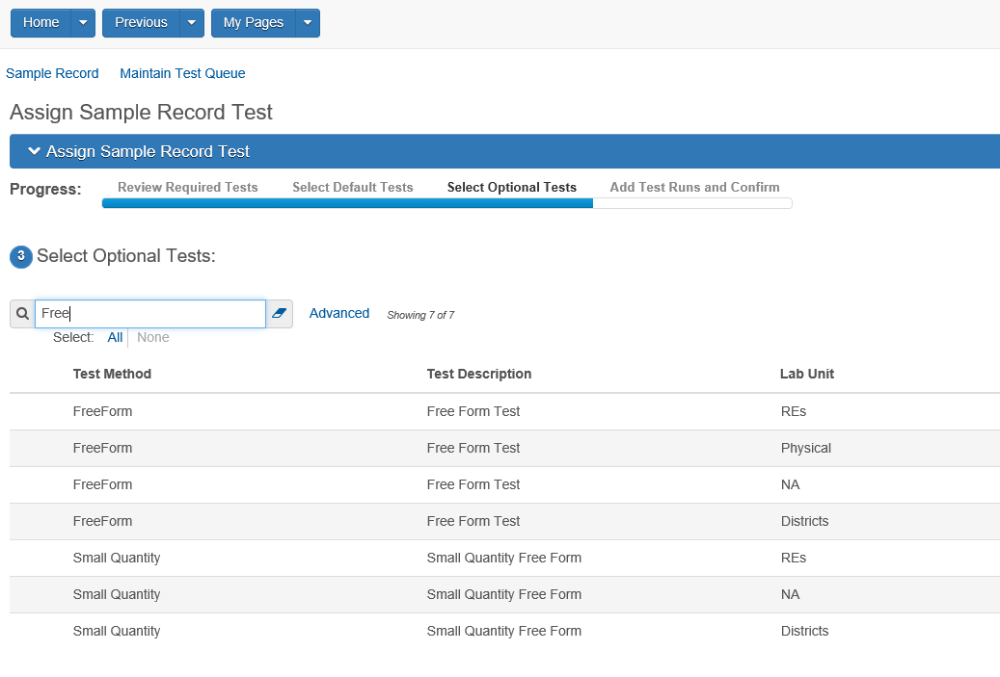 Home Previous My Pages
Sample Record Maintain Test Queue
Assign Sample Record Test
Assign Sample Record Test
Progress: Review Required Tests Select Default Tests Select Optional Tests Add Test Runs and Confirm
3 Select Optional Tests:
Free Advanced Showing 7 of 7
Select: All None
Test Method Test Description Lab Unit
FreeForm Free Form Test REs
FreeForm Free Form Test Physical
FreeForm Free Form Test NA
FreeForm Free Form Test Districts
Small Quantity Small Quantity Free Form REs
Small Quantity Small Quantity Free Form NA
Small Quantity Small Quantity Free Form Districts